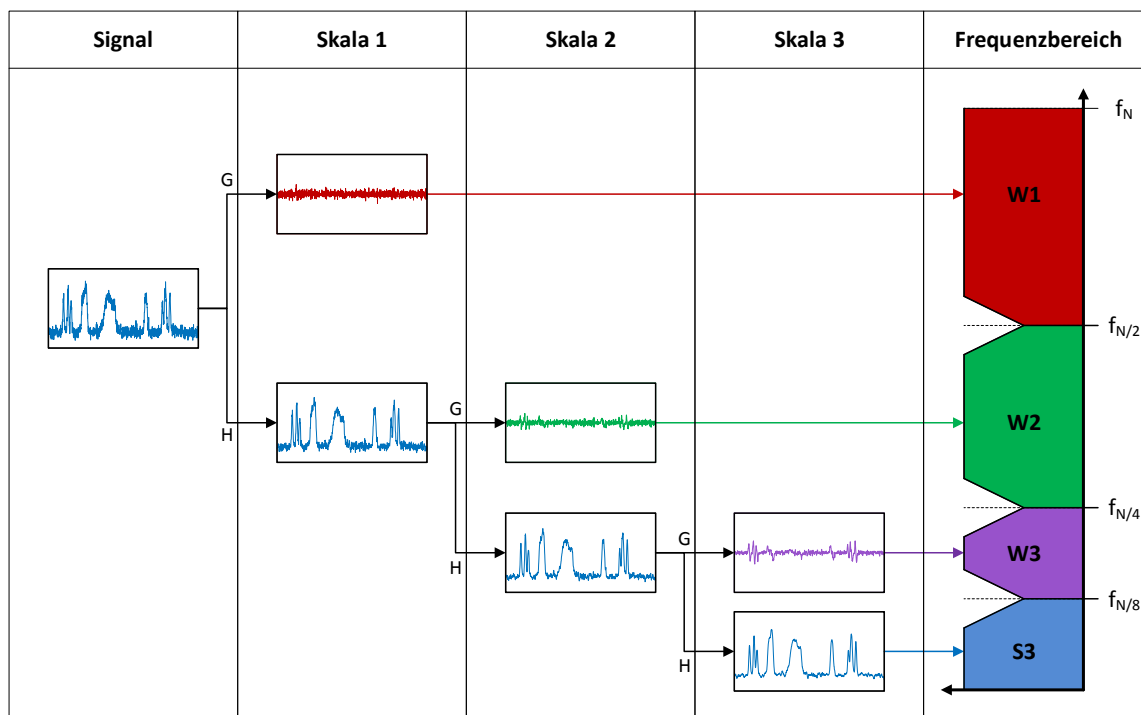 Signal Skala 1 Skala 2 Skala 3 Frequenzbereich
f_N
G
W1
f_N/2
H G
W2
f_N/4
H G
W3
f_N/8
H
S3